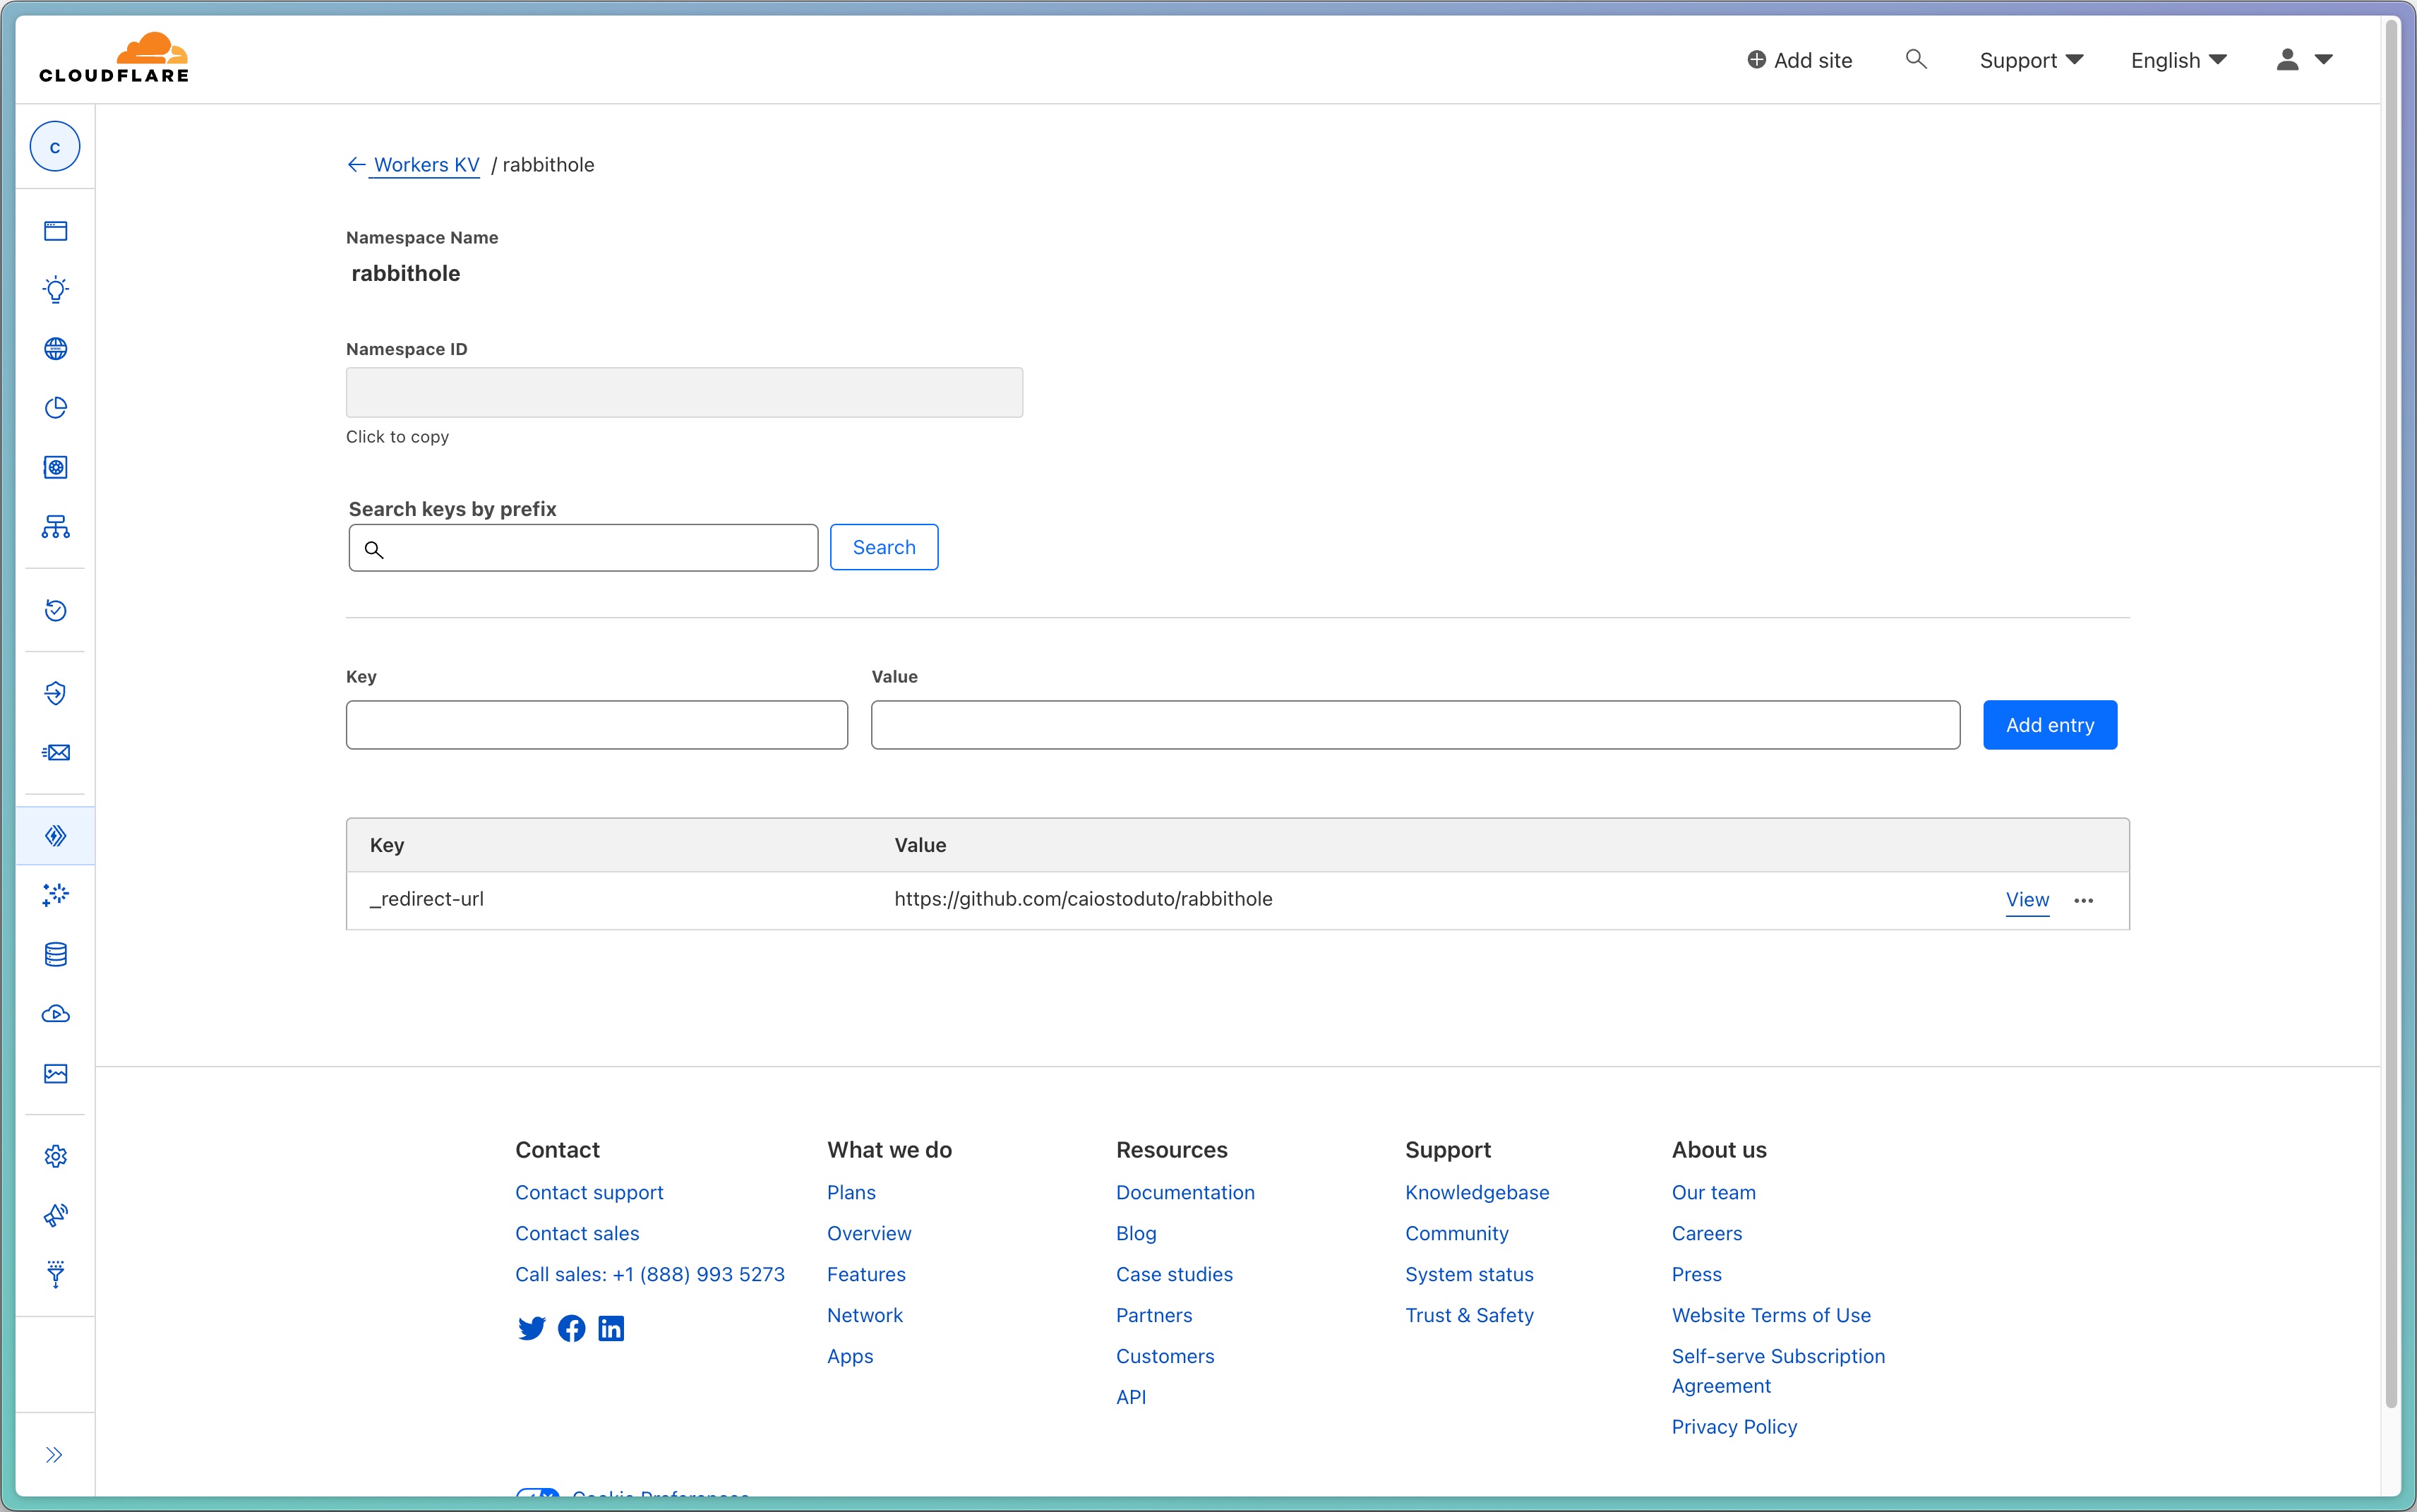 CLOUDFLARE
Add site
Support
English
C
Workers KV / rabbithole
Namespace Name
rabbithole
Namespace ID
Click to copy
Search keys by prefix
Search
Key Value
Add entry
Key Value
_redirect-url https://github.com/caiostoduto/rabbithole View
Contact
Contact support
Contact sales
Call sales: +1 (888) 993 5273
What we do
Plans
Overview
Features
Network
Apps
Resources
Documentation
Blog
Case studies
Partners
Customers
API
Support
Knowledgebase
Community
System status
Trust & Safety
About us
Our team
Careers
Press
Website Terms of Use
Self-serve Subscription
Agreement
Privacy Policy
Cookie Preferences